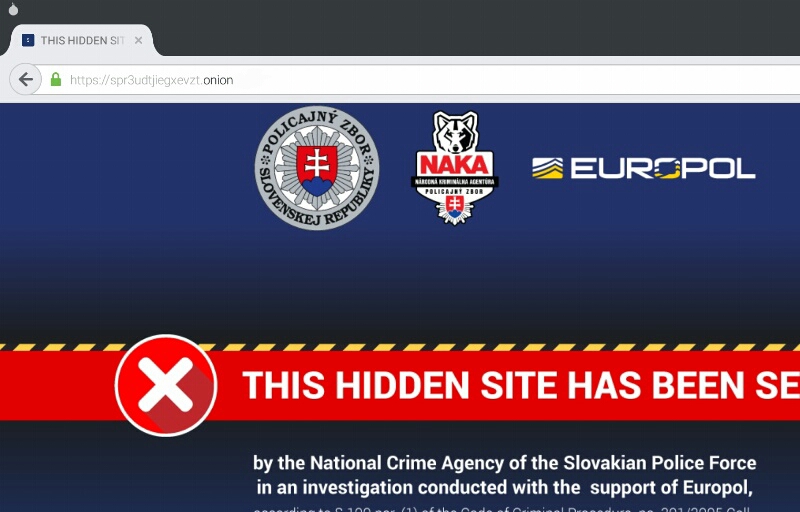 THIS HIDDEN SIT
https://spr3udtjiegxevzt.onion
POLICAJNÝ ZBOR
SLOVENSKEJ REPUBLIKY
NAKA
NÁRODNÁ KRIMINÁLNA AGENTÚRA
POLICAJNÝ ZBOR
EUROPOL
THIS HIDDEN SITE HAS BEEN SE
by the National Crime Agency of the Slovakian Police Force
in an investigation conducted with the support of Europol,